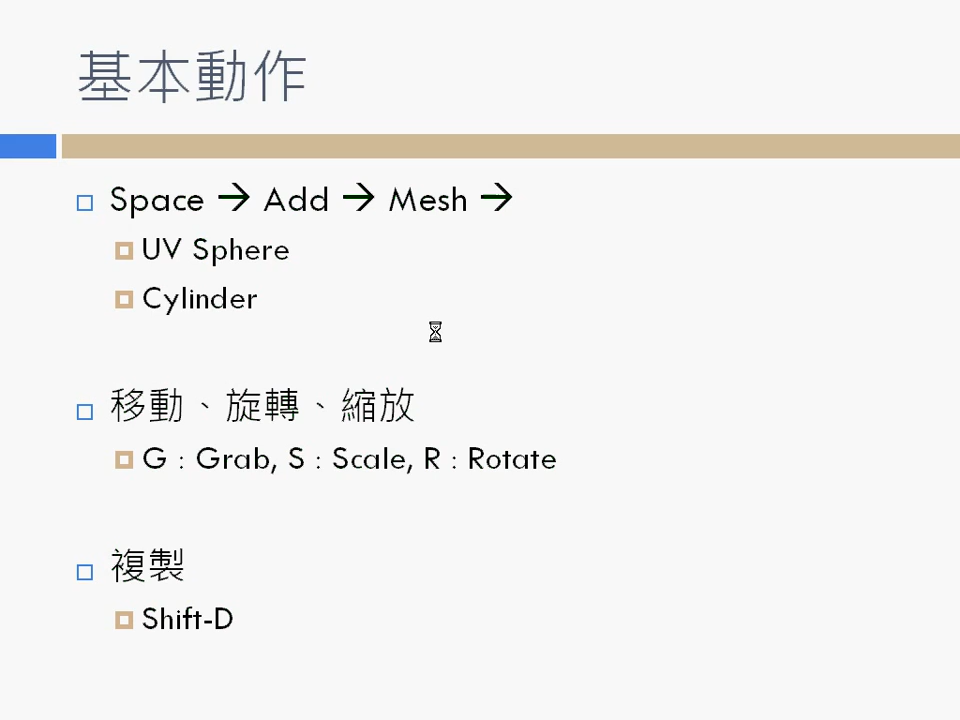 基本動作
Space → Add → Mesh →
UV Sphere
Cylinder
移動、旋轉、縮放
G : Grab, S : Scale, R : Rotate
複製
Shift-D